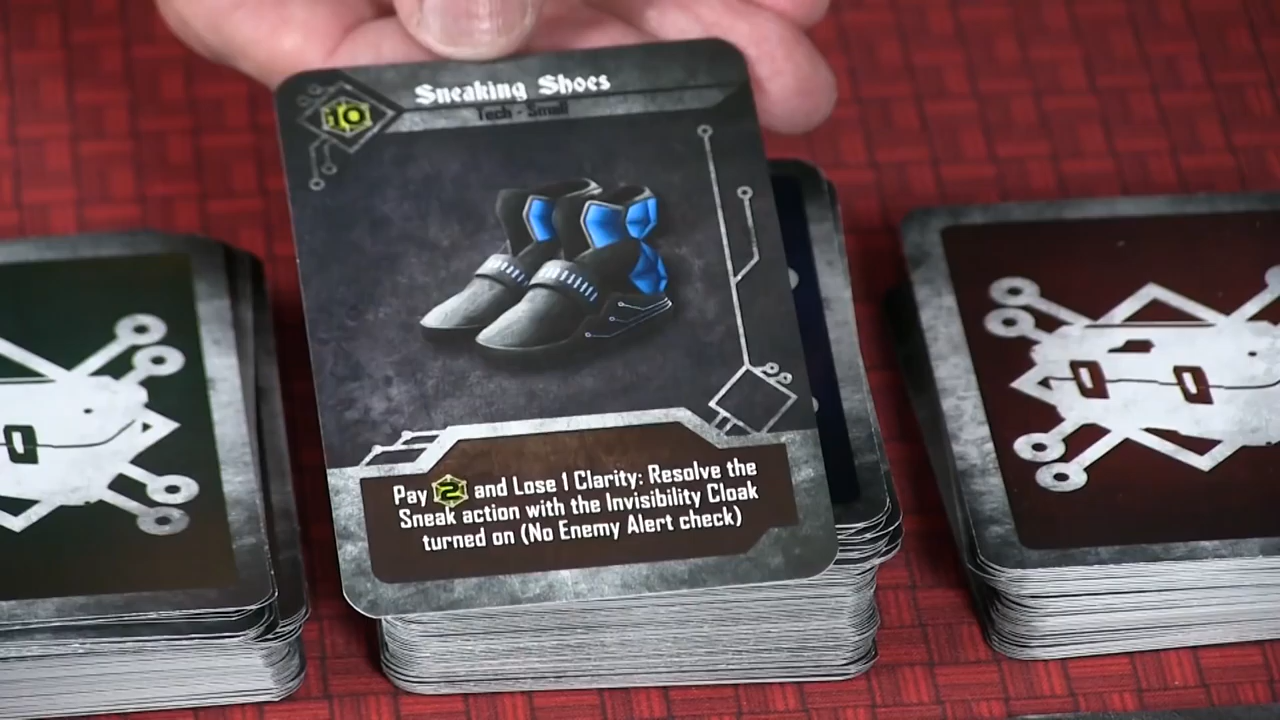 Sneaking Shoes
10
Tech - Small
Pay 2 and Lose 1 Clarity: Resolve the
Sneak action with the Invisibility Cloak
turned on (No Enemy Alert check)